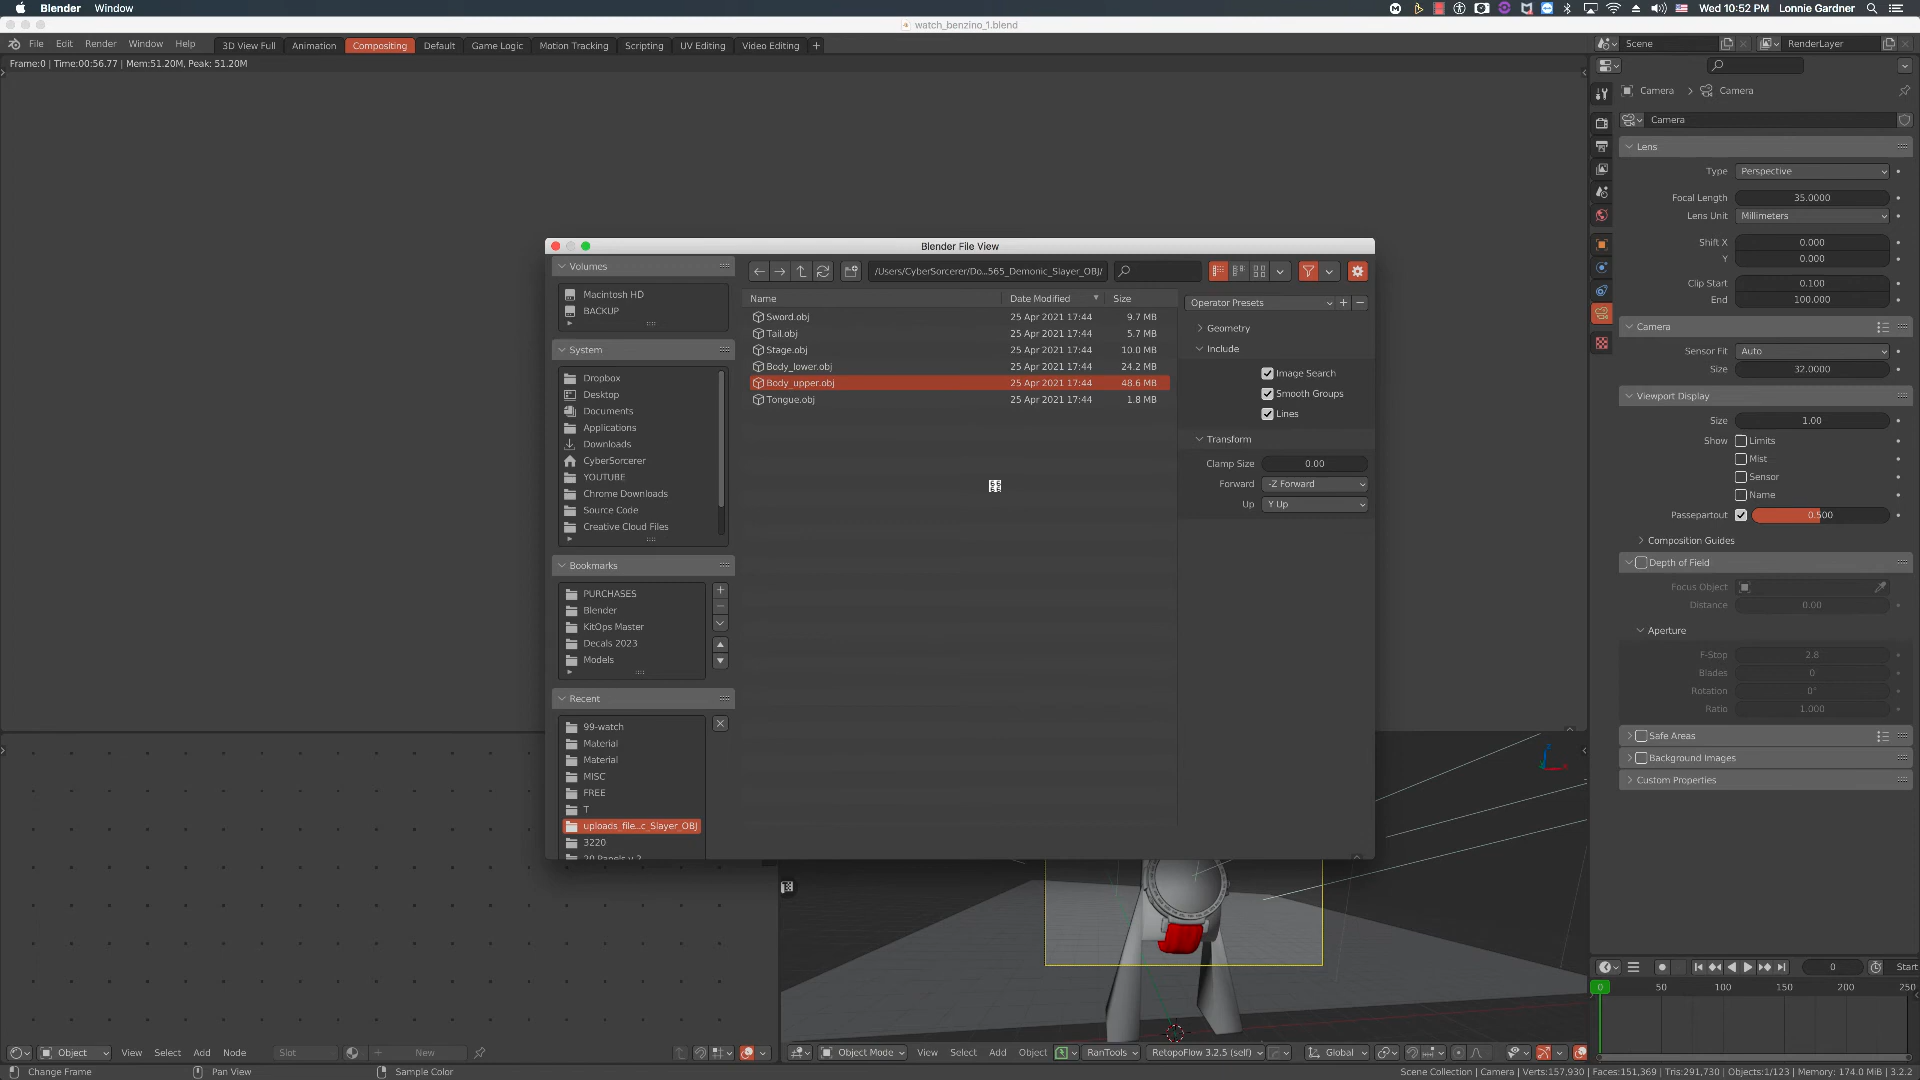 Blender Window
Wed 10:52 PM Lonnie Gardner
watch_benzino_1.blend
File Edit Render Window Help
3D View Full Animation Compositing Default Game Logic Motion Tracking Scripting UV Editing Video Editing +
Scene RenderLayer
Frame:0 | Time:00:56.77 | Mem:51.20M, Peak: 51.20M
Camera > Camera
Camera
Lens
Type Perspective
Focal Length 35.0000
Lens Unit Millimeters
Shift X 0.000
Y 0.000
Clip Start 0.100
End 100.000
Camera
Sensor Fit Auto
Size 32.0000
Viewport Display
Size 1.00
Show Limits
Mist
Sensor
Name
Passepartout 0.500
Composition Guides
Depth of Field
Focus Object
Distance 0.00
Aperture
F-Stop 2.8
Blades 0
Rotation 0°
Ratio 1.000
Safe Areas
Background Images
Custom Properties
Blender File View
Volumes
Macintosh HD
BACKUP
System
Dropbox
Desktop
Documents
Applications
Downloads
CyberSorcerer
YOUTUBE
Chrome Downloads
Source Code
Creative Cloud Files
Bookmarks
PURCHASES
Blender
KitOps Master
Decals 2023
Models
Recent
99-watch
Material
Material
MISC
FREE
T
uploads_file...c_Slayer_OBJ
3220
20 Panels v.2
/Users/CyberSorcerer/Do...565_Demonic_Slayer_OBJ/
Name Date Modified Size
Sword.obj 25 Apr 2021 17:44 9.7 MB
Tail.obj 25 Apr 2021 17:44 5.7 MB
Stage.obj 25 Apr 2021 17:44 10.0 MB
Body_lower.obj 25 Apr 2021 17:44 24.2 MB
Body_upper.obj 25 Apr 2021 17:44 48.6 MB
Tongue.obj 25 Apr 2021 17:44 1.8 MB
Operator Presets
Geometry
Include
Image Search
Smooth Groups
Lines
Transform
Clamp Size 0.00
Forward -Z Forward
Up Y Up
0 Start
0 50 100 150 200 250
Object View Select Add Node Slot New
Object Mode View Select Add Object RanTools RetopoFlow 3.2.5 (self) Global
Change Frame Pan View Sample Color
Scene Collection | Camera | Verts:157,930 | Faces:151,369 | Tris:291,730 | Objects:1/123 | Memory: 174.0 MiB | 3.2.2